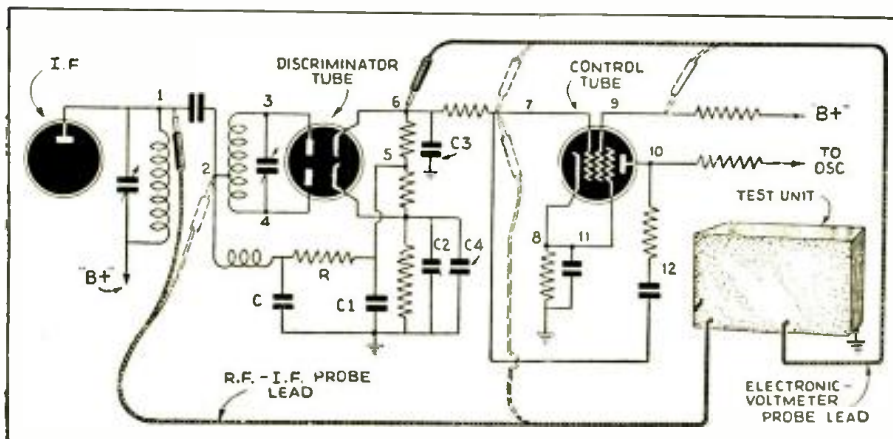 I.F
DISCRIMINATOR
TUBE
CONTROL
TUBE
1
2
3
4
5
6
7
8
9
10
11
12
C3
C2
C4
"B+"
TO
OSC
TEST UNIT
R
C
C1
"B+"
R.F.-I.F. PROBE
LEAD
ELECTRONIC-
VOLTMETER
PROBE LEAD